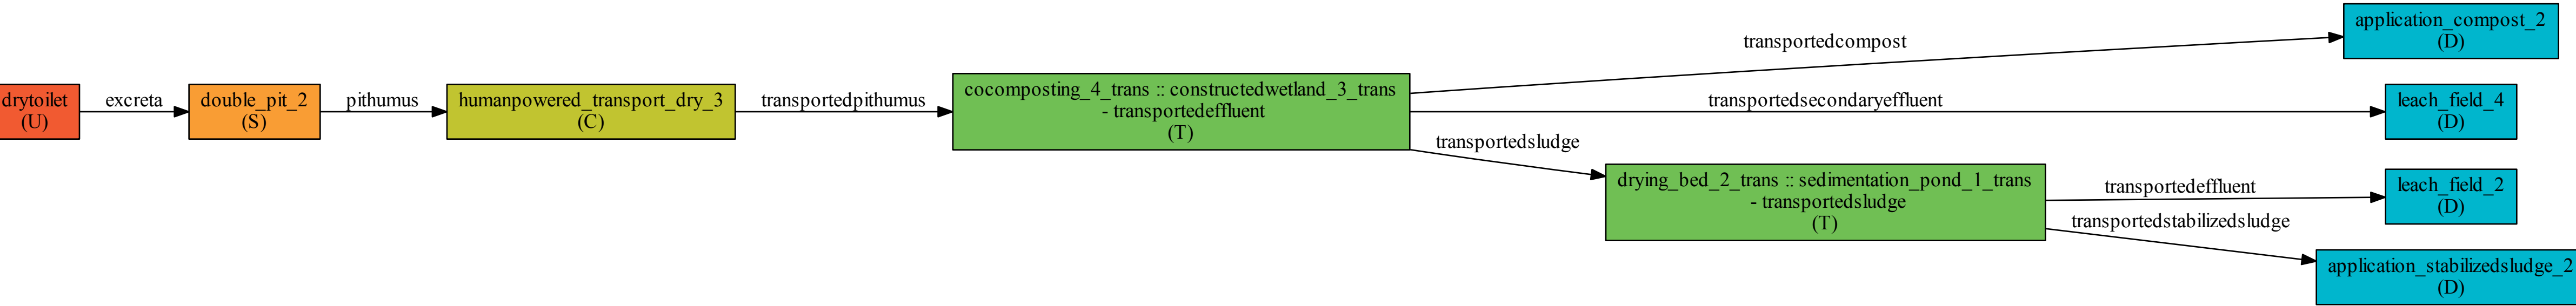 drytoilet
(U)
excreta
double_pit_2
(S)
pithumus
humanpowered_transport_dry_3
(C)
transportedpithumus
cocomposting_4_trans :: constructedwetland_3_trans
- transportedeffluent
(T)
transportedcompost
application_compost_2
(D)
transportedsecondaryeffluent
leach_field_4
(D)
transportedsludge
drying_bed_2_trans :: sedimentation_pond_1_trans
- transportedsludge
(T)
transportedeffluent
leach_field_2
(D)
transportedstabilizedsludge
application_stabilizedsludge_2
(D)